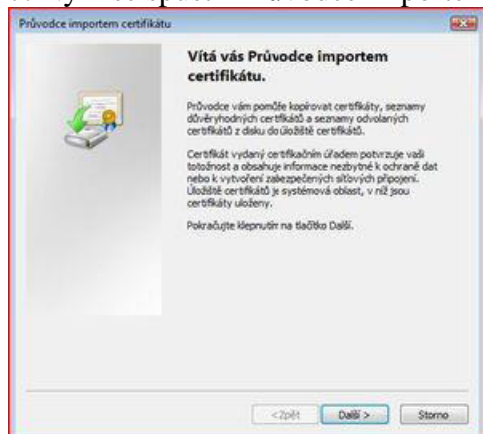 Průvodce importem certifikátu
Vítá vás Průvodce importem
certifikátu.
Průvodce vám pomůže kopírovat certifikáty, seznamy
důvěryhodných certifikátů a seznamy odvolaných
certifikátů z disku do úložiště certifikátů.
Certifikát vydaný certifikačním úřadem potvrzuje vaši
totožnost a obsahuje informace nezbytné k ochraně dat
nebo k vytvoření zabezpečených síťových připojení.
Úložiště certifikátů je systémová oblast, v níž jsou
certifikáty uloženy.
Pokračujte klepnutím na tlačítko Další.
< Zpět Další > Storno